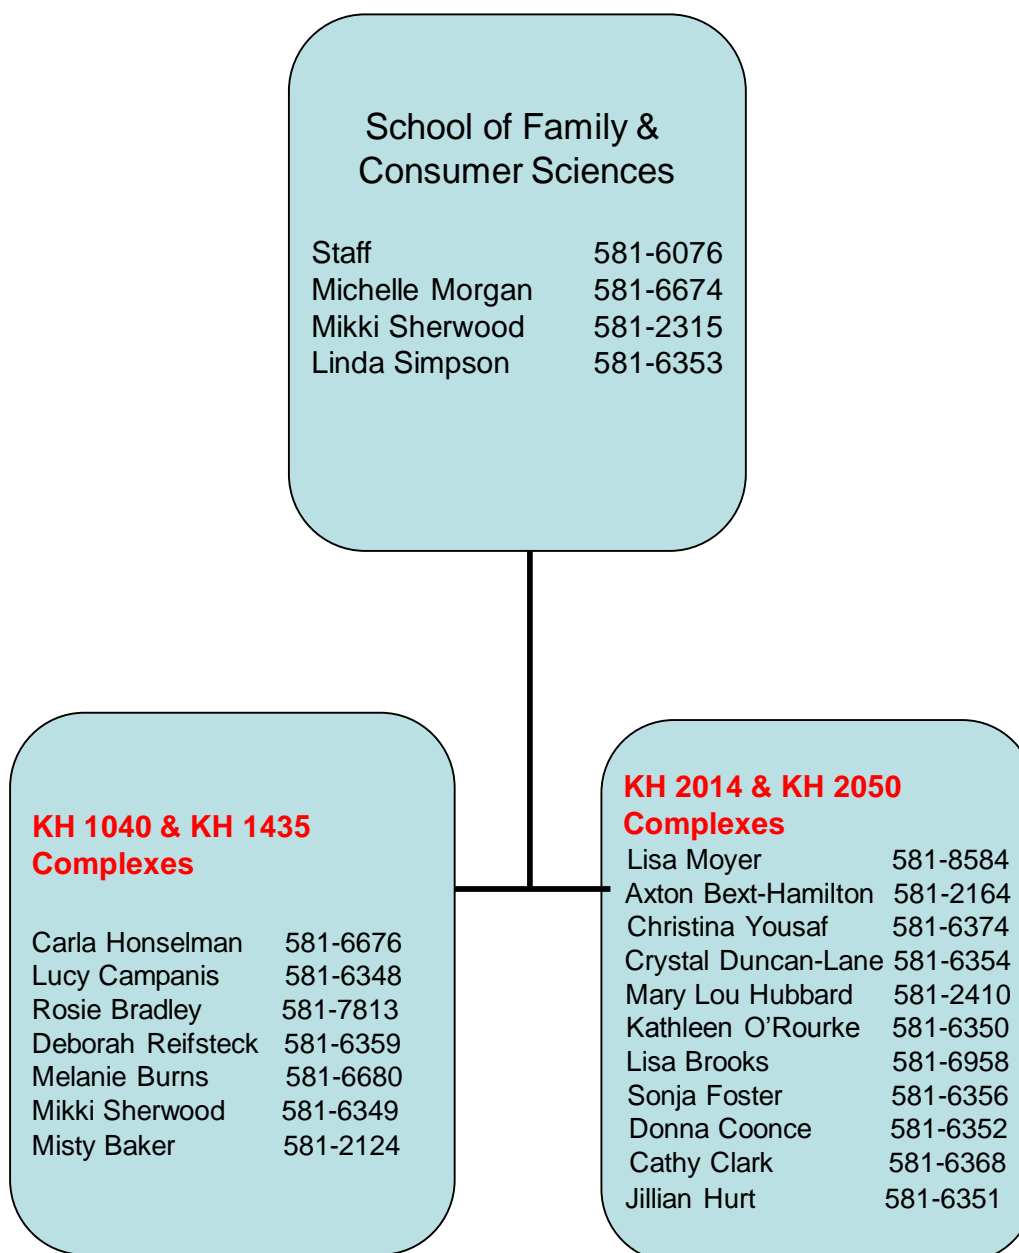 School of Family &
Consumer Sciences
Staff 581-6076
Michelle Morgan 581-6674
Mikki Sherwood 581-2315
Linda Simpson 581-6353
KH 1040 & KH 1435
Complexes
Carla Honselman 581-6676
Lucy Campanis 581-6348
Rosie Bradley 581-7813
Deborah Reifsteck 581-6359
Melanie Burns 581-6680
Mikki Sherwood 581-6349
Misty Baker 581-2124
KH 2014 & KH 2050
Complexes
Lisa Moyer 581-8584
Axton Bext-Hamilton 581-2164
Christina Yousaf 581-6374
Crystal Duncan-Lane 581-6354
Mary Lou Hubbard 581-2410
Kathleen O’Rourke 581-6350
Lisa Brooks 581-6958
Sonja Foster 581-6356
Donna Coonce 581-6352
Cathy Clark 581-6368
Jillian Hurt 581-6351